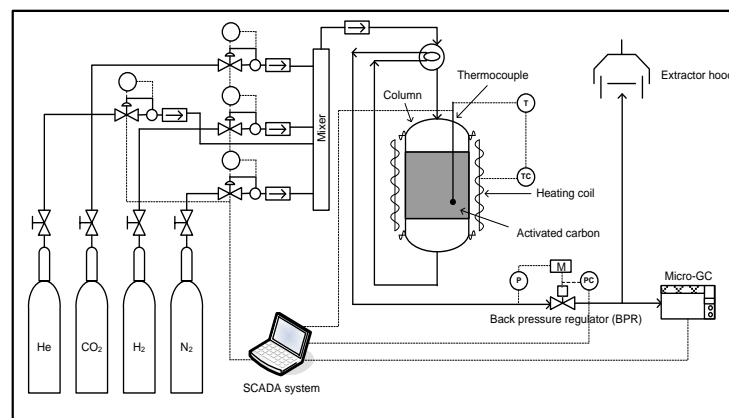 Extractor hood
Thermocouple
T
Column
Mixer
TC
Heating coil
Activated carbon
Micro-GC
M
P
PC
Back pressure regulator (BPR)
He
CO₂
H₂
N₂
SCADA system